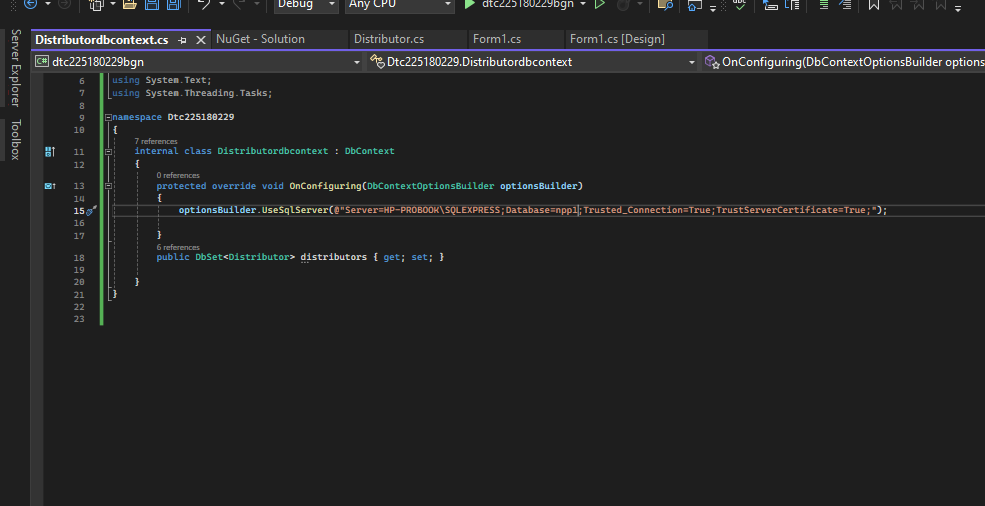 Debug
Any CPU
dtc225180229bgn
Server Explorer
Toolbox
Distributordbcontext.cs
NuGet - Solution
Distributor.cs
Form1.cs
Form1.cs [Design]
C# dtc225180229bgn
Dtc225180229.Distributordbcontext
OnConfiguring(DbContextOptionsBuilder options
6 using System.Text;
7 using System.Threading.Tasks;
8
9 namespace Dtc225180229
10 {
7 references
11 internal class Distributordbcontext : DbContext
12 {
0 references
13 protected override void OnConfiguring(DbContextOptionsBuilder optionsBuilder)
14 {
15 optionsBuilder.UseSqlServer(@"Server=HP-PROBOOK\SQLEXPRESS;Database=npp1;Trusted_Connection=True;TrustServerCertificate=True;");
16
17 }
6 references
18 public DbSet<Distributor> distributors { get; set; }
19
20 }
21 }
22
23